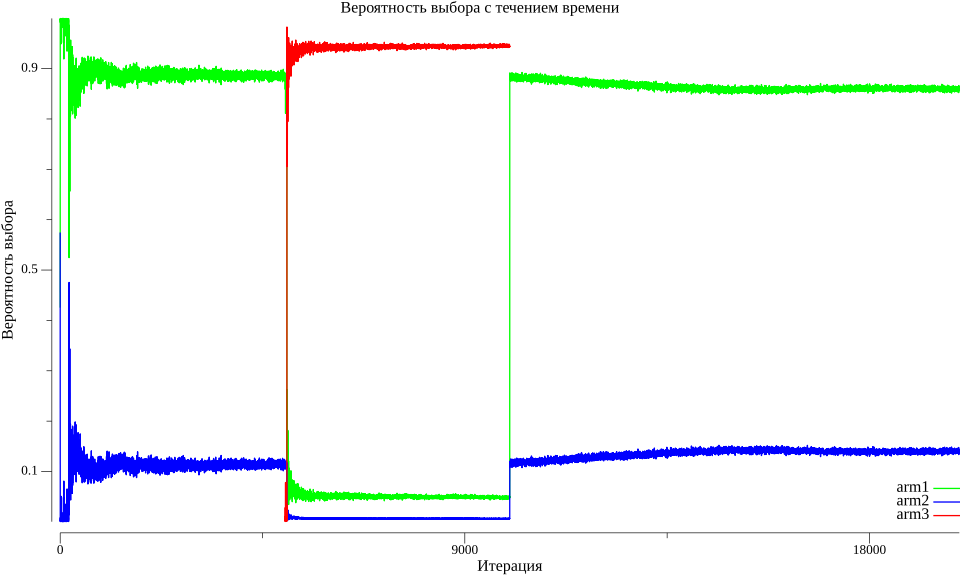 Вероятность выбора с течением времени
Вероятность выбора
0.9
0.5
0.1
0
9000
18000
Итерация
arm1
arm2
arm3